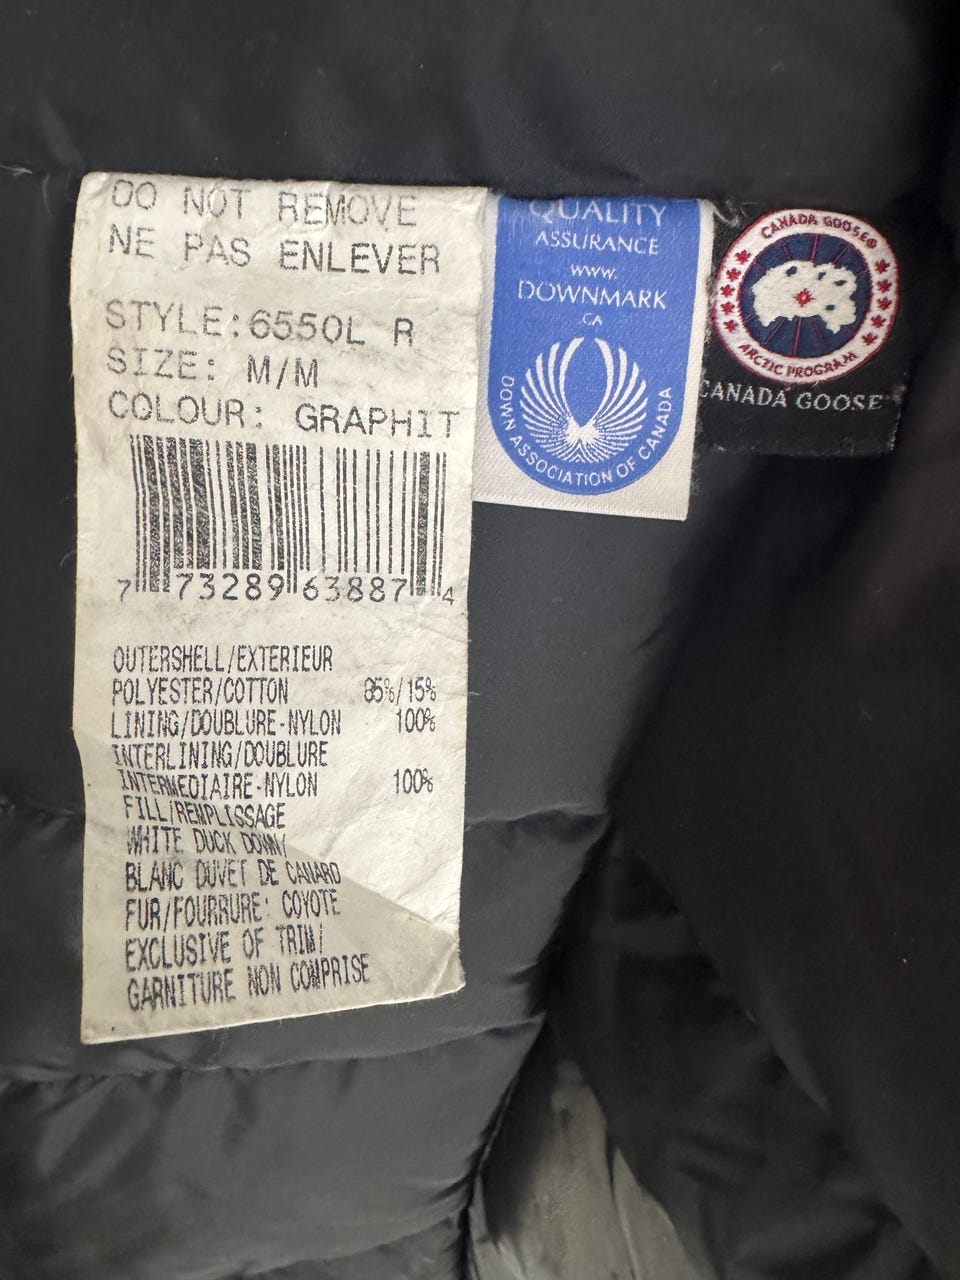 DO NOT REMOVE
NE PAS ENLEVER
STYLE:6550L R
SIZE: M/M
COLOUR: GRAPHIT
7 73289 63887 4
OUTERSHELL/EXTERIEUR
POLYESTER/COTTON 85%/15%
LINING/DOUBLURE-NYLON 100%
INTERLINING/DOUBLURE
INTERMEDIAIRE-NYLON 100%
FILL/REMPLISSAGE
WHITE DUCK DOWN/
BLANC DUVET DE CANARD
FUR/FOURRURE: COYOTE
EXCLUSIVE OF TRIM/
GARNITURE NON COMPRISE
QUALITY
ASSURANCE
www.
DOWNMARK
.CA
DOWN ASSOCIATION OF CANADA
CANADA GOOSE®
ARCTIC PROGRAM
CANADA GOOSE